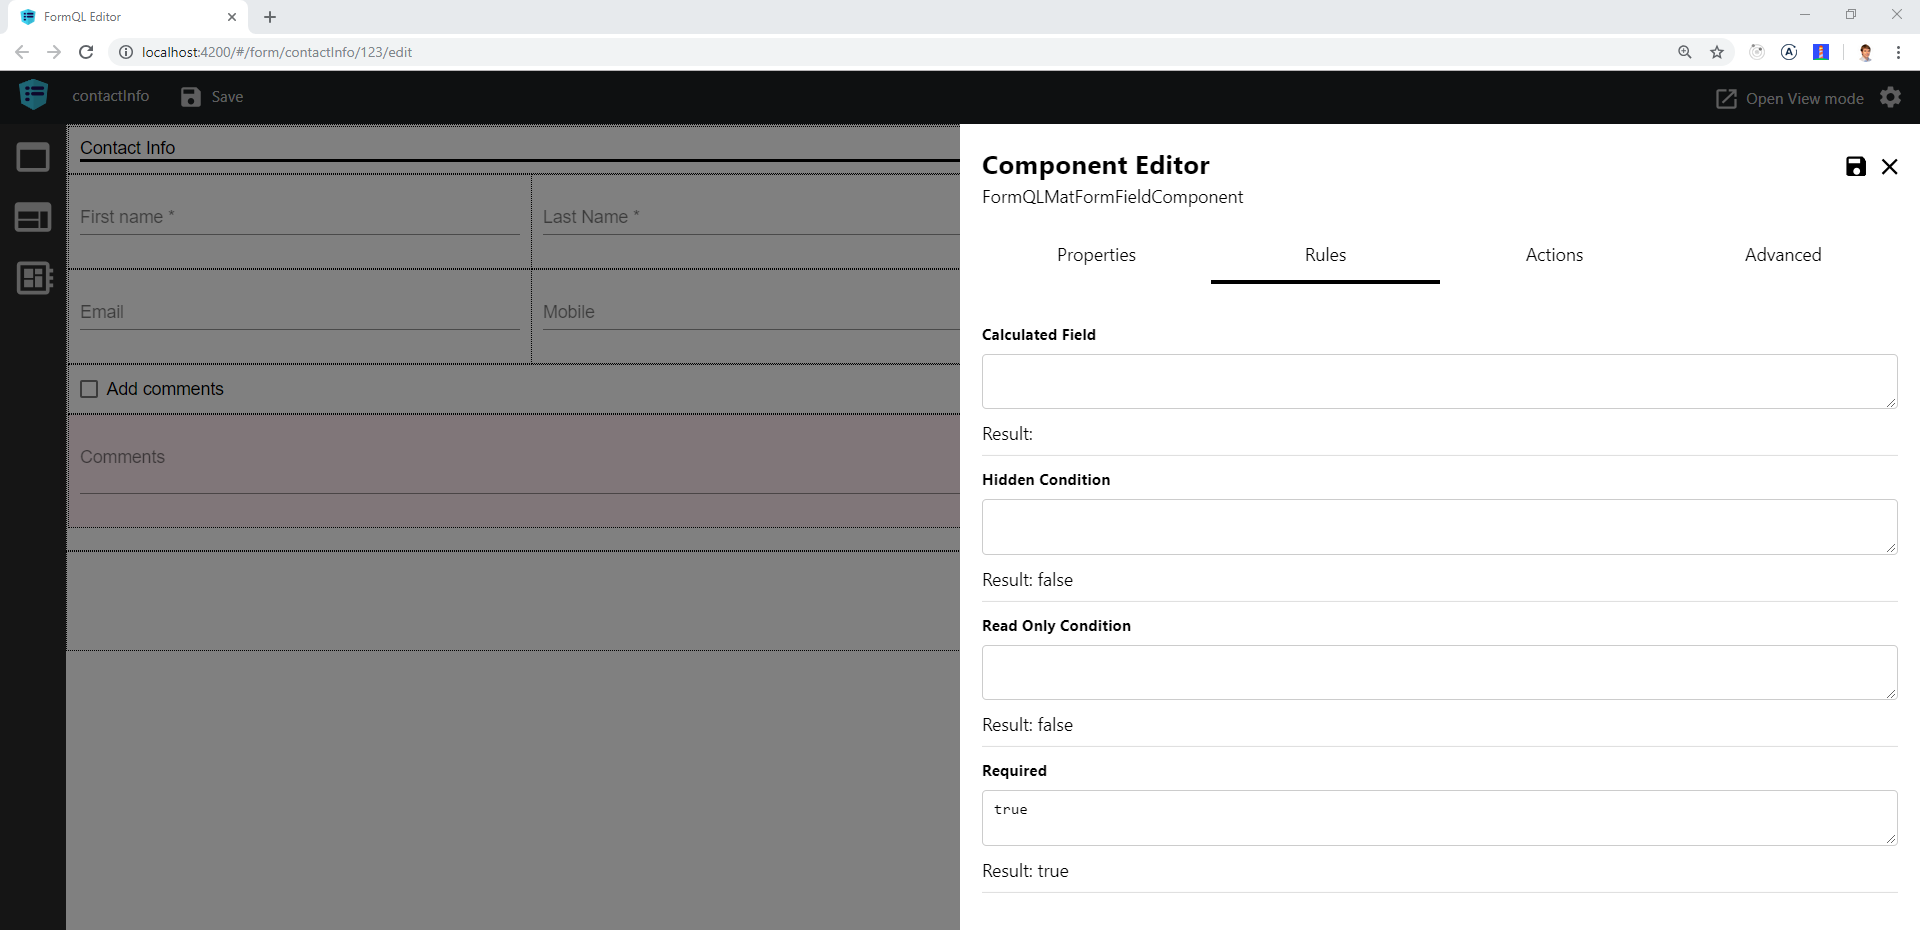 FormQL Editor
localhost:4200/#/form/contactInfo/123/edit
contactInfo Save Open View mode
Contact Info
First name * Last Name *
Email Mobile
Add comments
Comments
Component Editor
FormQLMatFormFieldComponent
Properties Rules Actions Advanced
Calculated Field
Result:
Hidden Condition
Result: false
Read Only Condition
Result: false
Required
true
Result: true